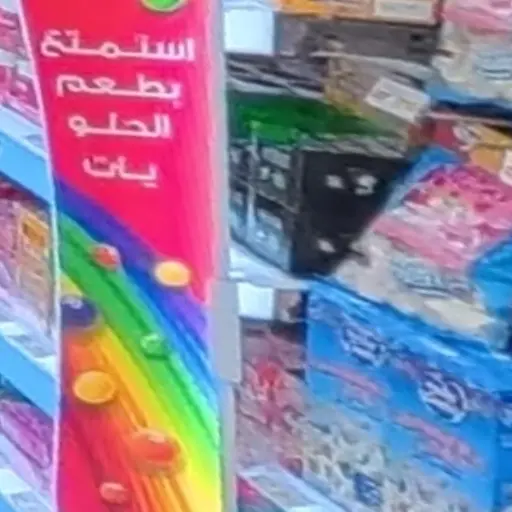 استمتع
بطعم
الحلو
يات